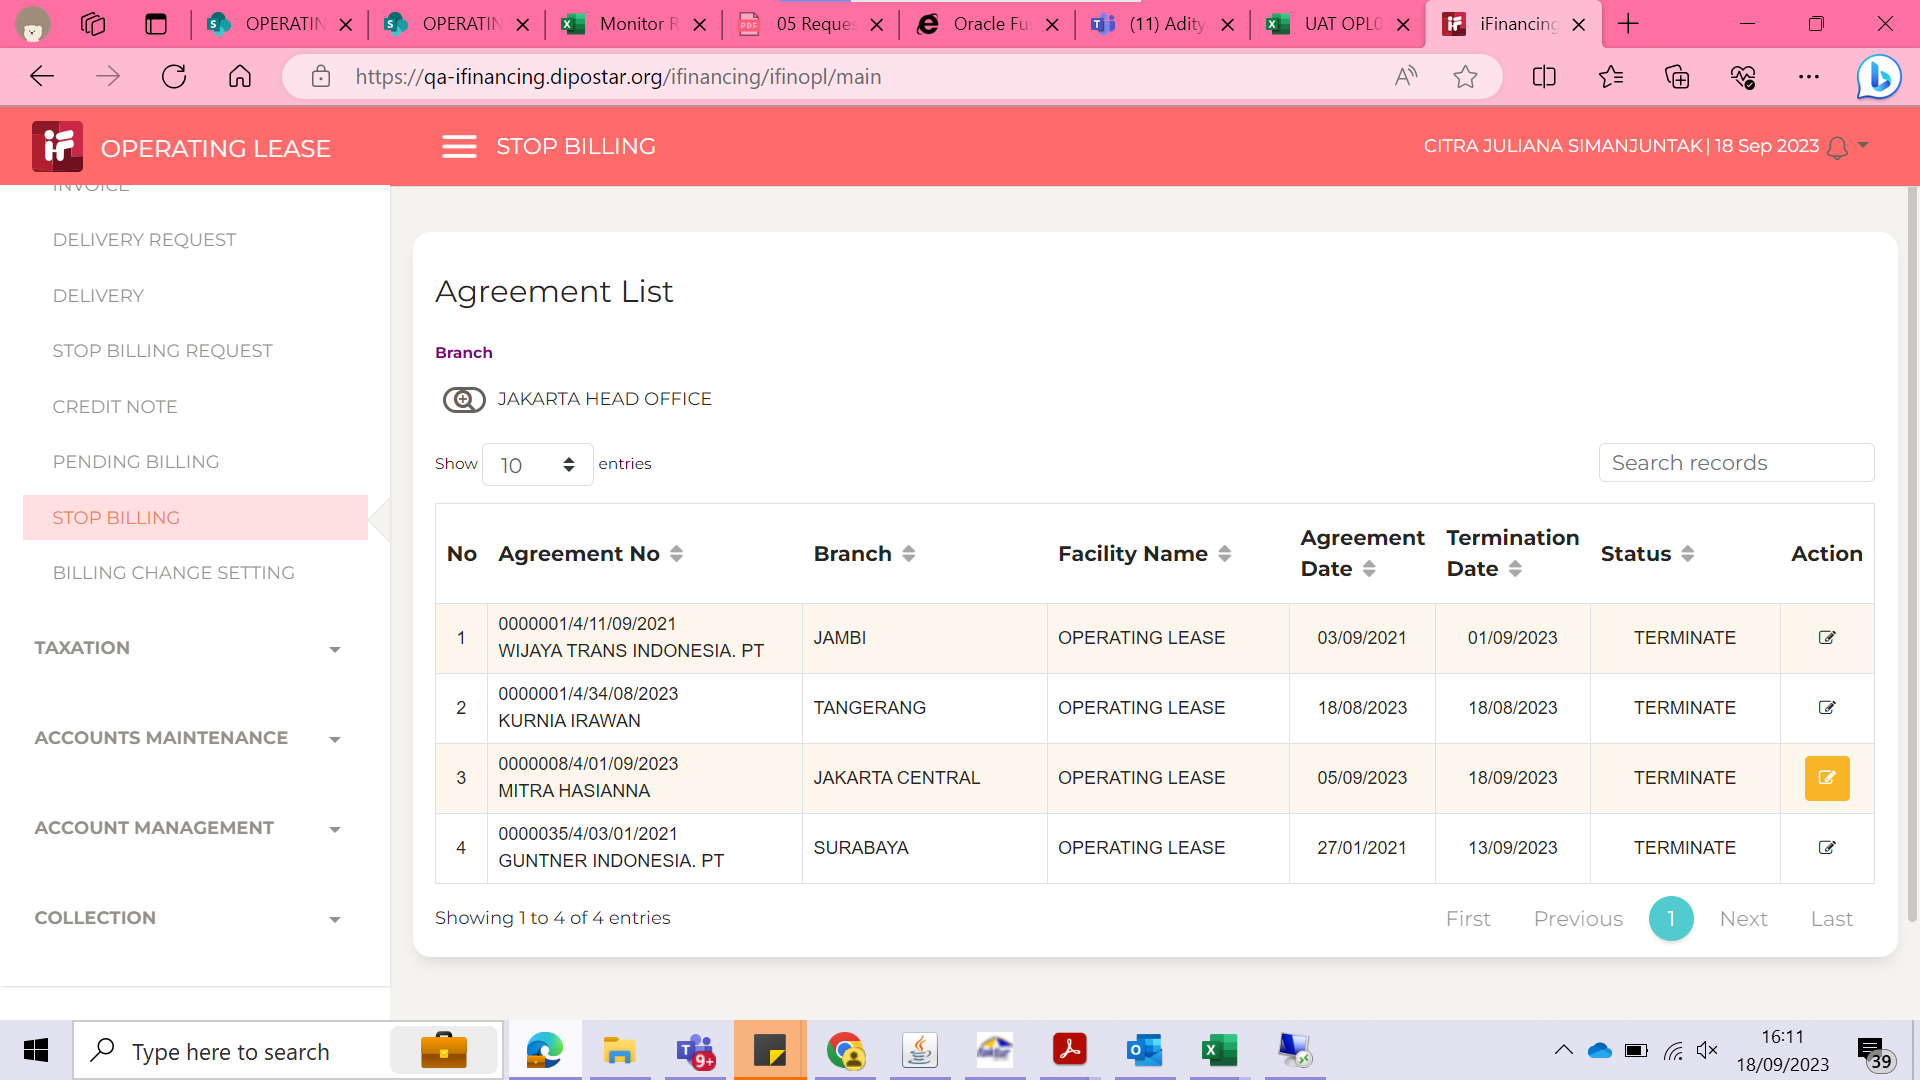 OPERATIN
OPERATIN
Monitor R
05 Reques
Oracle Fu
(11) Adity
UAT OPL0
iFinancing
https://qa-ifinancing.dipostar.org/ifinancing/ifinopl/main
OPERATING LEASE
STOP BILLING
CITRA JULIANA SIMANJUNTAK | 18 Sep 2023
INVOICE
DELIVERY REQUEST
DELIVERY
STOP BILLING REQUEST
CREDIT NOTE
PENDING BILLING
STOP BILLING
BILLING CHANGE SETTING
TAXATION
ACCOUNTS MAINTENANCE
ACCOUNT MANAGEMENT
COLLECTION
Agreement List
Branch
JAKARTA HEAD OFFICE
Show 10 entries
Search records
No Agreement No Branch Facility Name Agreement Date Termination Date Status Action
1 0000001/4/11/09/2021 WIJAYA TRANS INDONESIA. PT JAMBI OPERATING LEASE 03/09/2021 01/09/2023 TERMINATE
2 0000001/4/34/08/2023 KURNIA IRAWAN TANGERANG OPERATING LEASE 18/08/2023 18/08/2023 TERMINATE
3 0000008/4/01/09/2023 MITRA HASIANNA JAKARTA CENTRAL OPERATING LEASE 05/09/2023 18/09/2023 TERMINATE
4 0000035/4/03/01/2021 GUNTNER INDONESIA. PT SURABAYA OPERATING LEASE 27/01/2021 13/09/2023 TERMINATE
Showing 1 to 4 of 4 entries
First Previous 1 Next Last
Type here to search
9+
16:11
18/09/2023
39